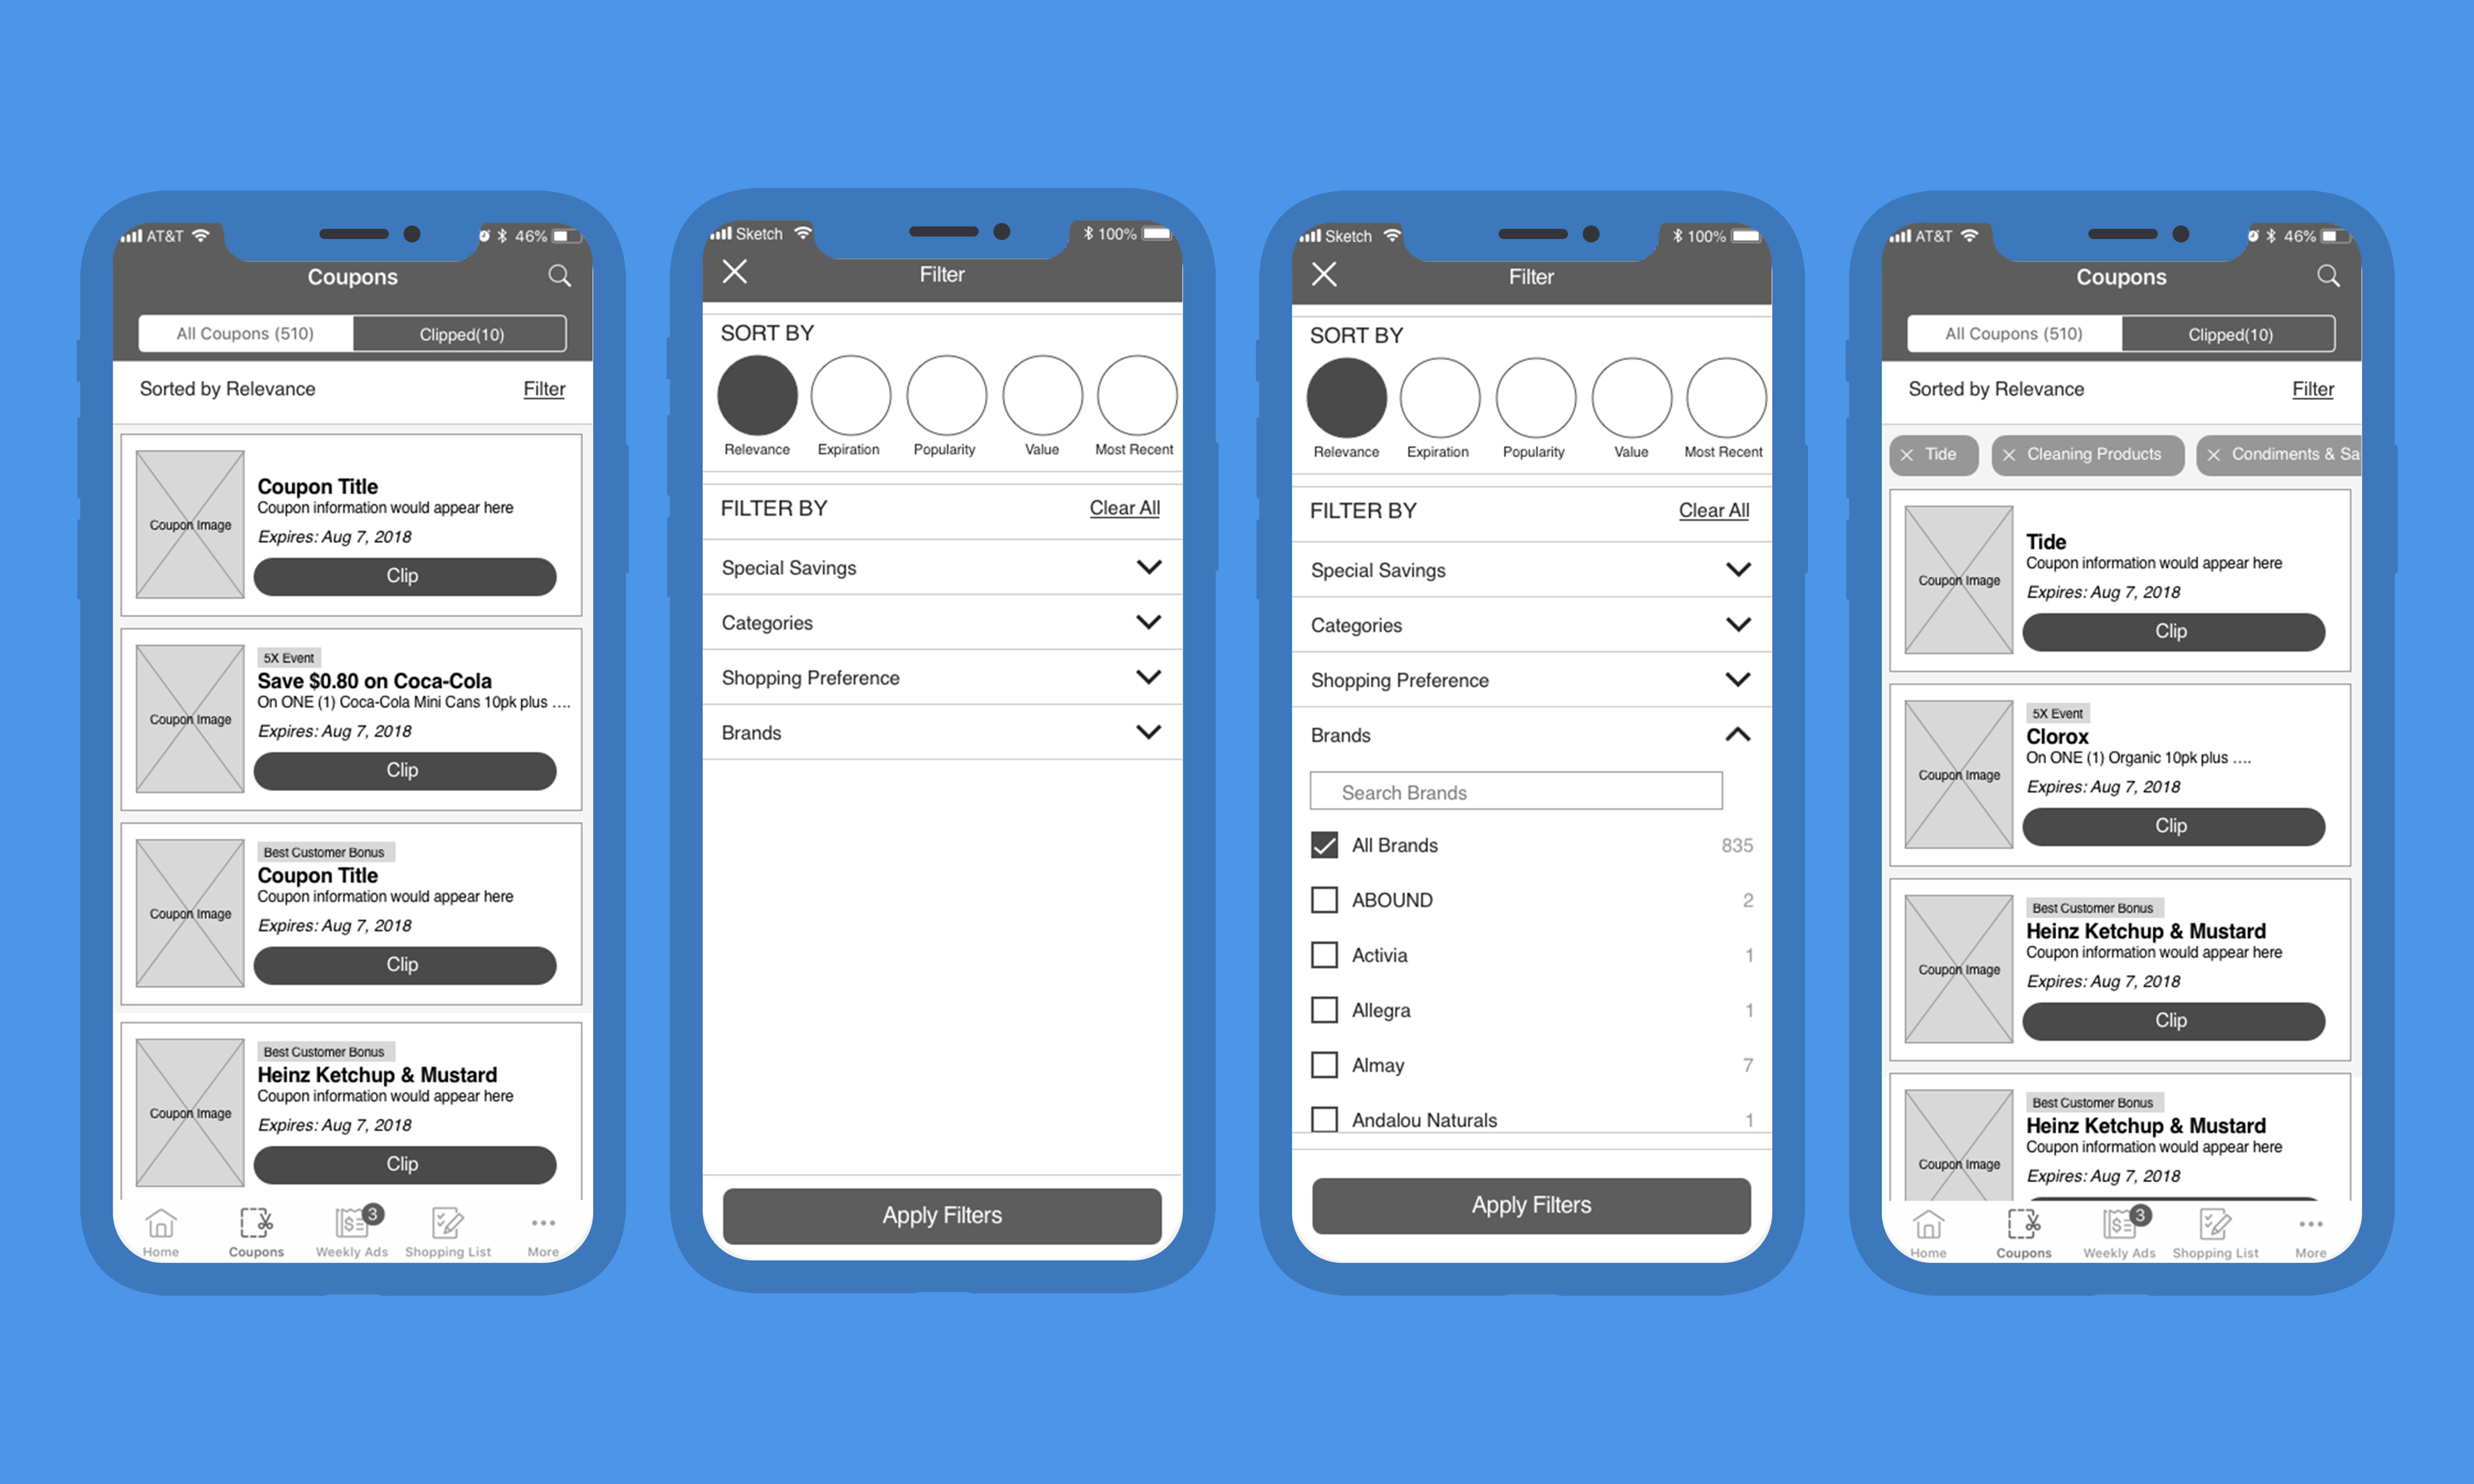 AT&T 46%
Coupons
All Coupons (510) Clipped(10)
Sorted by Relevance Filter
Coupon Image
Coupon Title
Coupon information would appear here
Expires: Aug 7, 2018
Clip
Coupon Image
5X Event
Save $0.80 on Coca-Cola
On ONE (1) Coca-Cola Mini Cans 10pk plus ....
Expires: Aug 7, 2018
Clip
Coupon Image
Best Customer Bonus
Coupon Title
Coupon information would appear here
Expires: Aug 7, 2018
Clip
Coupon Image
Best Customer Bonus
Heinz Ketchup & Mustard
Coupon information would appear here
Expires: Aug 7, 2018
Clip
$ 3
Home Coupons Weekly Ads Shopping List More
Sketch 100%
Filter
SORT BY
Relevance Expiration Popularity Value Most Recent
FILTER BY Clear All
Special Savings
Categories
Shopping Preference
Brands
Apply Filters
Sketch 100%
Filter
SORT BY
Relevance Expiration Popularity Value Most Recent
FILTER BY Clear All
Special Savings
Categories
Shopping Preference
Brands
Search Brands
All Brands 835
ABOUND 2
Activia 1
Allegra 1
Almay 7
Andalou Naturals 1
Apply Filters
AT&T 46%
Coupons
All Coupons (510) Clipped(10)
Sorted by Relevance Filter
Tide Cleaning Products Condiments & Sa
Coupon Image
Tide
Coupon information would appear here
Expires: Aug 7, 2018
Clip
Coupon Image
5X Event
Clorox
On ONE (1) Organic 10pk plus ....
Expires: Aug 7, 2018
Clip
Coupon Image
Best Customer Bonus
Heinz Ketchup & Mustard
Coupon information would appear here
Expires: Aug 7, 2018
Clip
Coupon Image
Best Customer Bonus
Heinz Ketchup & Mustard
Coupon information would appear here
Expires: Aug 7, 2018
$ 3
Home Coupons Weekly Ads Shopping List More